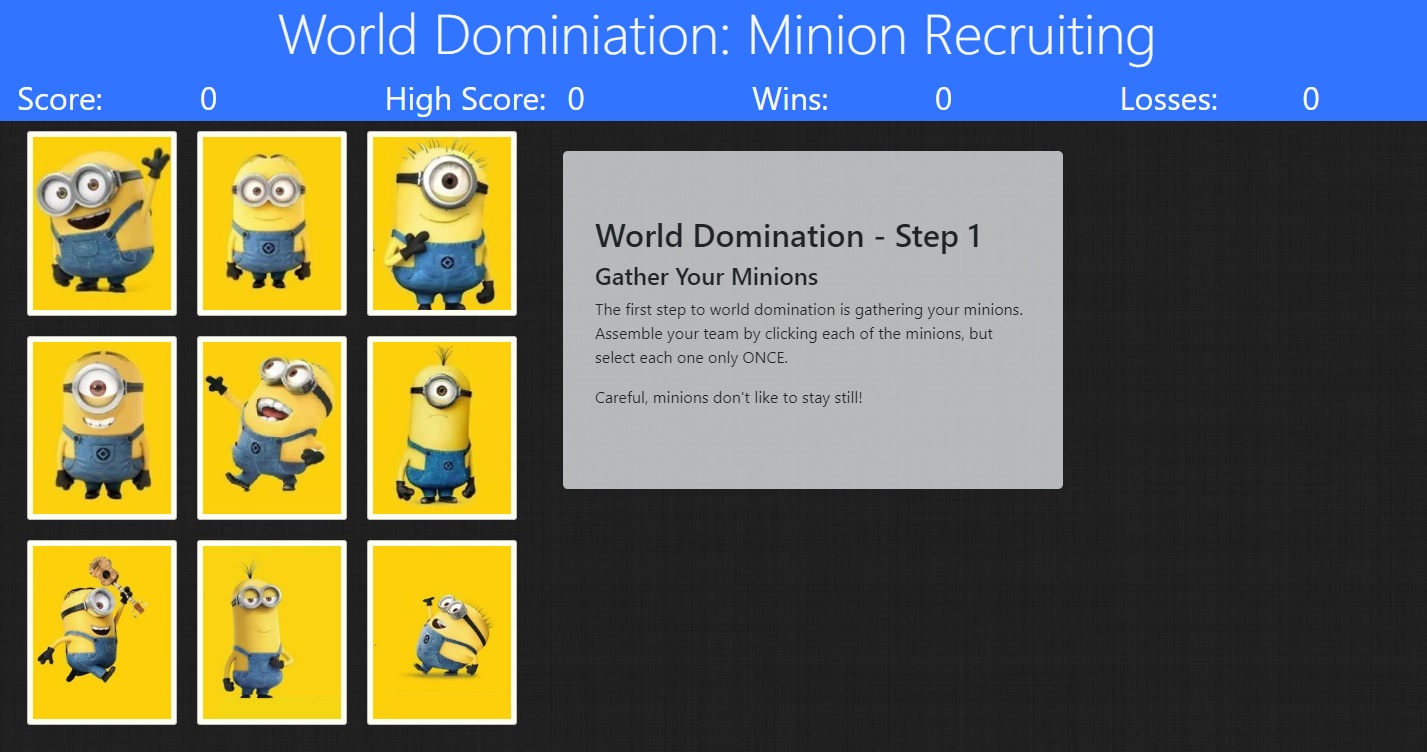 World Dominiation: Minion Recruiting
Score: 0 High Score: 0 Wins: 0 Losses: 0
World Domination - Step 1
Gather Your Minions
The first step to world domination is gathering your minions.
Assemble your team by clicking each of the minions, but
select each one only ONCE.
Careful, minions don't like to stay still!